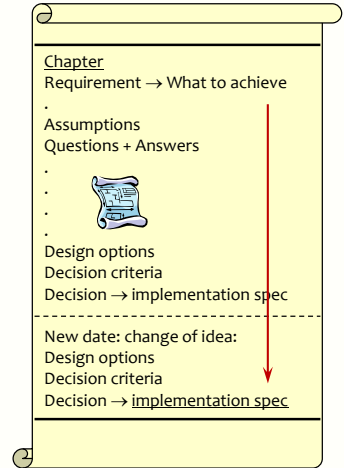 Chapter
Requirement → What to achieve
.
Assumptions
Questions + Answers
.
.
.
.
Design options
Decision criteria
Decision → implementation spec
New date: change of idea:
Design options
Decision criteria
Decision → implementation spec